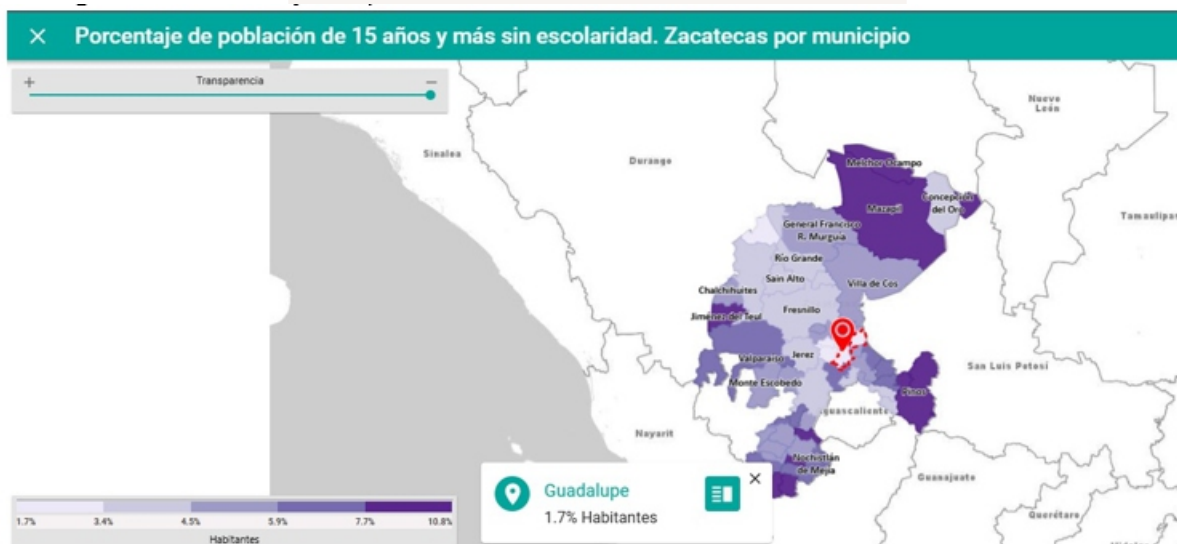 Porcentaje de población de 15 años y más sin escolaridad. Zacatecas por municipio
+ Transparencia −
Nuevo León
Sinaloa
Durango
Melchor Ocampo
Concepción del Oro
Mazapil
Tamaulipas
General Francisco R. Murguia
Río Grande
Sain Alto
Villa de Cos
Chalchihuites
Fresnillo
Jiménez del Teul
Valparaíso
Jerez
San Luis Potosí
Monte Escobedo
Pinos
Nayarit
Nochistlán de Mejía
Guanajuato
Querétaro
Guadalupe
1.7% Habitantes
1.7% 3.4% 4.5% 5.9% 7.7% 10.8%
Habitantes